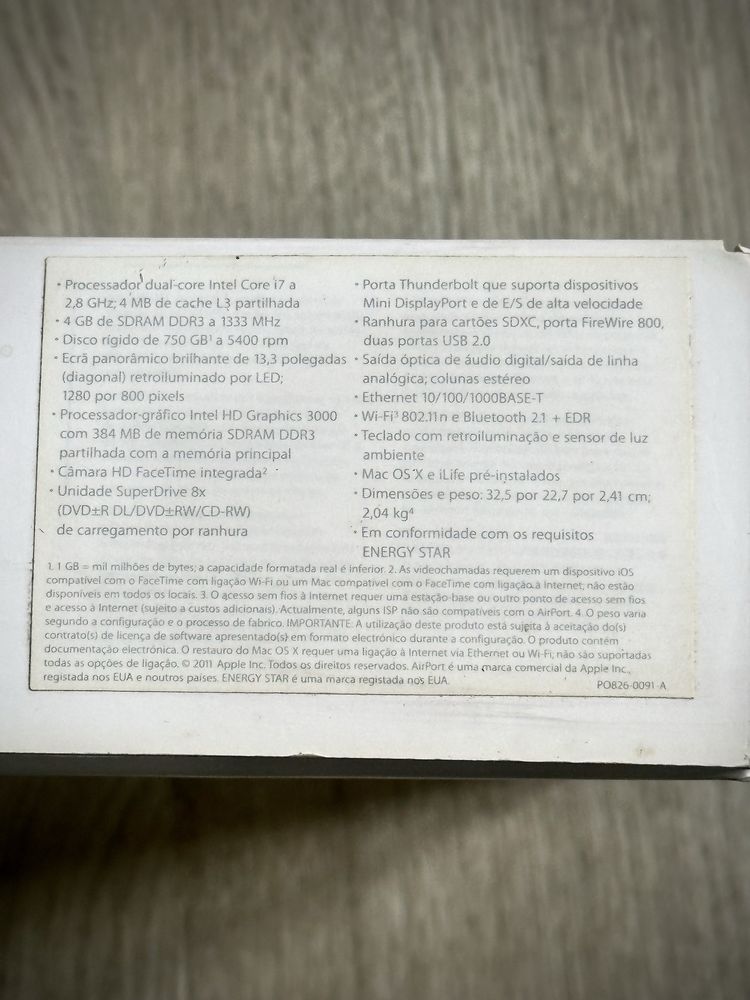 • Processador dual-core Intel Core i7 a
2,8 GHz; 4 MB de cache L3 partilhada
• 4 GB de SDRAM DDR3 a 1333 MHz
• Disco rígido de 750 GB¹ a 5400 rpm
• Ecrã panorâmico brilhante de 13,3 polegadas
(diagonal) retroiluminado por LED;
1280 por 800 pixels
• Processador gráfico Intel HD Graphics 3000
com 384 MB de memória SDRAM DDR3
partilhada com a memória principal
• Câmara HD FaceTime integrada²
• Unidade SuperDrive 8x
(DVD±R DL/DVD±RW/CD-RW)
de carregamento por ranhura
• Porta Thunderbolt que suporta dispositivos
Mini DisplayPort e de E/S de alta velocidade
• Ranhura para cartões SDXC, porta FireWire 800,
duas portas USB 2.0
• Saída óptica de áudio digital/saída de linha
analógica; colunas estéreo
• Ethernet 10/100/1000BASE-T
• Wi-Fi³ 802.11n e Bluetooth 2.1 + EDR
• Teclado com retroiluminação e sensor de luz
ambiente
• Mac OS X e iLife pré-instalados
• Dimensões e peso: 32,5 por 22,7 por 2,41 cm;
2,04 kg⁴
• Em conformidade com os requisitos
ENERGY STAR
1. 1 GB = mil milhões de bytes; a capacidade formatada real é inferior. 2. As videochamadas requerem um dispositivo iOS
compatível com o FaceTime com ligação Wi-Fi ou um Mac compatível com o FaceTime com ligação à Internet; não estão
disponíveis em todos os locais. 3. O acesso sem fios à Internet requer uma estação-base ou outro ponto de acesso sem fios
e acesso à Internet (sujeito a custos adicionais). Actualmente, alguns ISP não são compatíveis com o AirPort. 4. O peso varia
segundo a configuração e o processo de fabrico. IMPORTANTE: A utilização deste produto está sujeita à aceitação do(s)
contrato(s) de licença de software apresentado(s) em formato electrónico durante a configuração. O produto contém
documentação electrónica. O restauro do Mac OS X requer uma ligação à Internet via Ethernet ou Wi-Fi; não são suportadas
todas as opções de ligação. © 2011 Apple Inc. Todos os direitos reservados. AirPort é uma marca comercial da Apple Inc.,
registada nos EUA e noutros países. ENERGY STAR é uma marca registada nos EUA.
PO826-0091-A